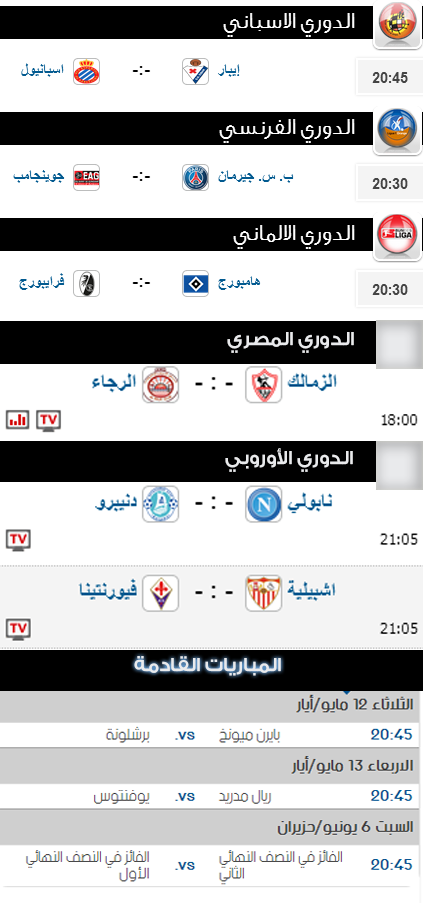 الدوري الاسباني
إيبار -:- اسبانيول
20:45
الدوري الفرنسي
ب. س. جيرمان -:- جوينجامب
20:30
الدوري الالماني
هامبورج -:- فرايبورج
20:30
الدوري المصري
الزمالك - : - الرجاء
18:00 TV
الدوري الأوروبي
نابولي - : - دنيبرو
21:05 TV
اشبيلية - : - فيورنتينا
21:05 TV
المباريات القادمة
الثلاثاء 12 مايو/أيار
20:45 بايرن ميونخ vs. برشلونة
الاربعاء 13 مايو/أيار
20:45 ريال مدريد vs. يوفنتوس
السبت 6 يونيو/حزيران
20:45 الفائز في النصف النهائي الثاني vs. الفائز في النصف النهائي الأول